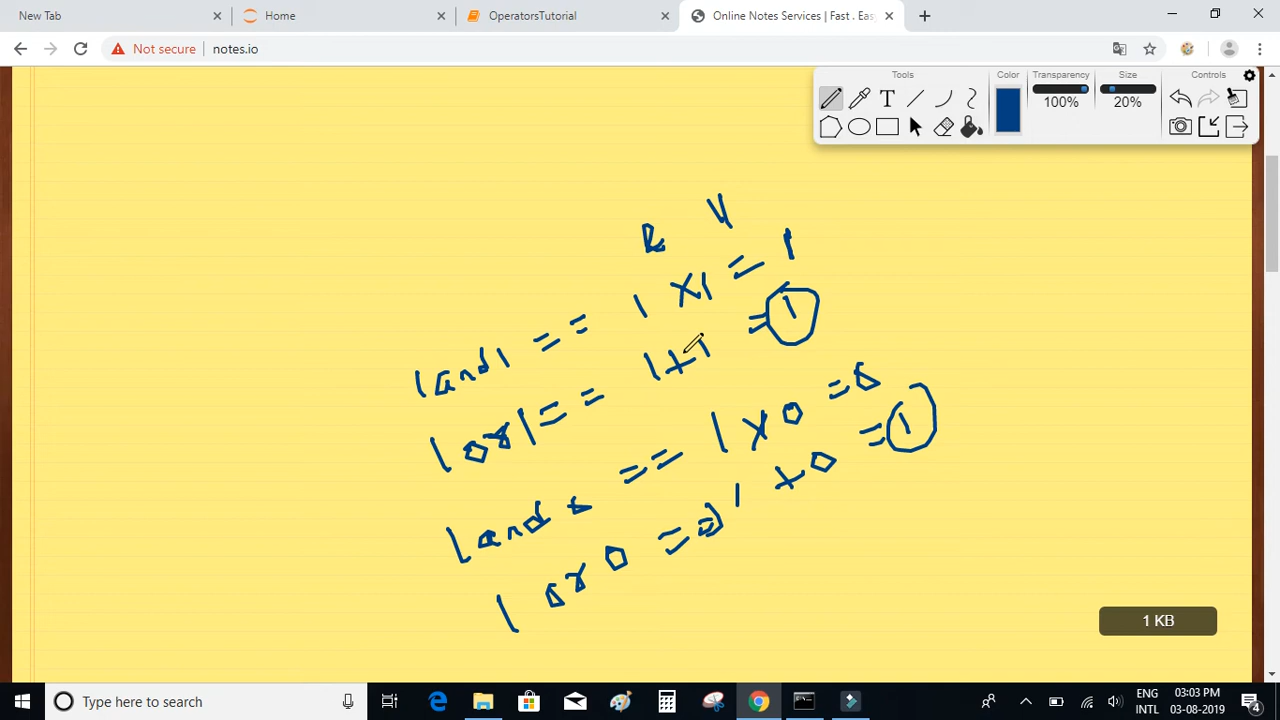 New Tab
Home
OperatorsTutorial
Online Notes Services | Fast . Easy
Not secure
notes.io
Tools
Color
Transparency
Size
Controls
100%
20%
1 and 1 == 1 x 1 = 1
1 or 1 == 1 + 1 = 1
1 and 0 == 1 x 0 = 0
1 or 0 == 1 + 0 = 1
1 KB
Type here to search
ENG
INTL
03:03 PM
03-08-2019
4